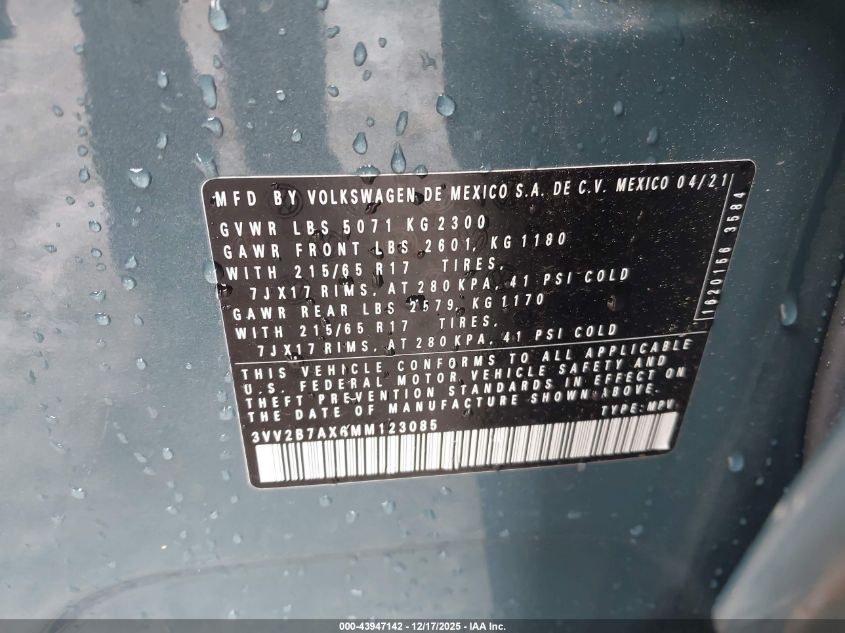 MFD BY VOLKSWAGEN DE MEXICO S.A. DE C.V. MEXICO 04/21
GVWR LBS 5071 KG 2300
GAWR FRONT LBS 2601, KG 1180
WITH 215/65 R17 TIRES,
7JX17 RIMS, AT 280 KPA, 41 PSI COLD
GAWR REAR LBS 2579, KG 1170
WITH 215/65 R17 TIRES,
7JX17 RIMS, AT 280 KPA, 41 PSI COLD
THIS VEHICLE CONFORMS TO ALL APPLICABLE
U.S. FEDERAL MOTOR VEHICLE SAFETY AND
THEFT PREVENTION STANDARDS IN EFFECT ON
THE DATE OF MANUFACTURE SHOWN ABOVE.
TYPE: MPV
3VV2B7AX6MM123085
1620156 3584
000-43947142 - 12/17/2025 - IAA Inc.